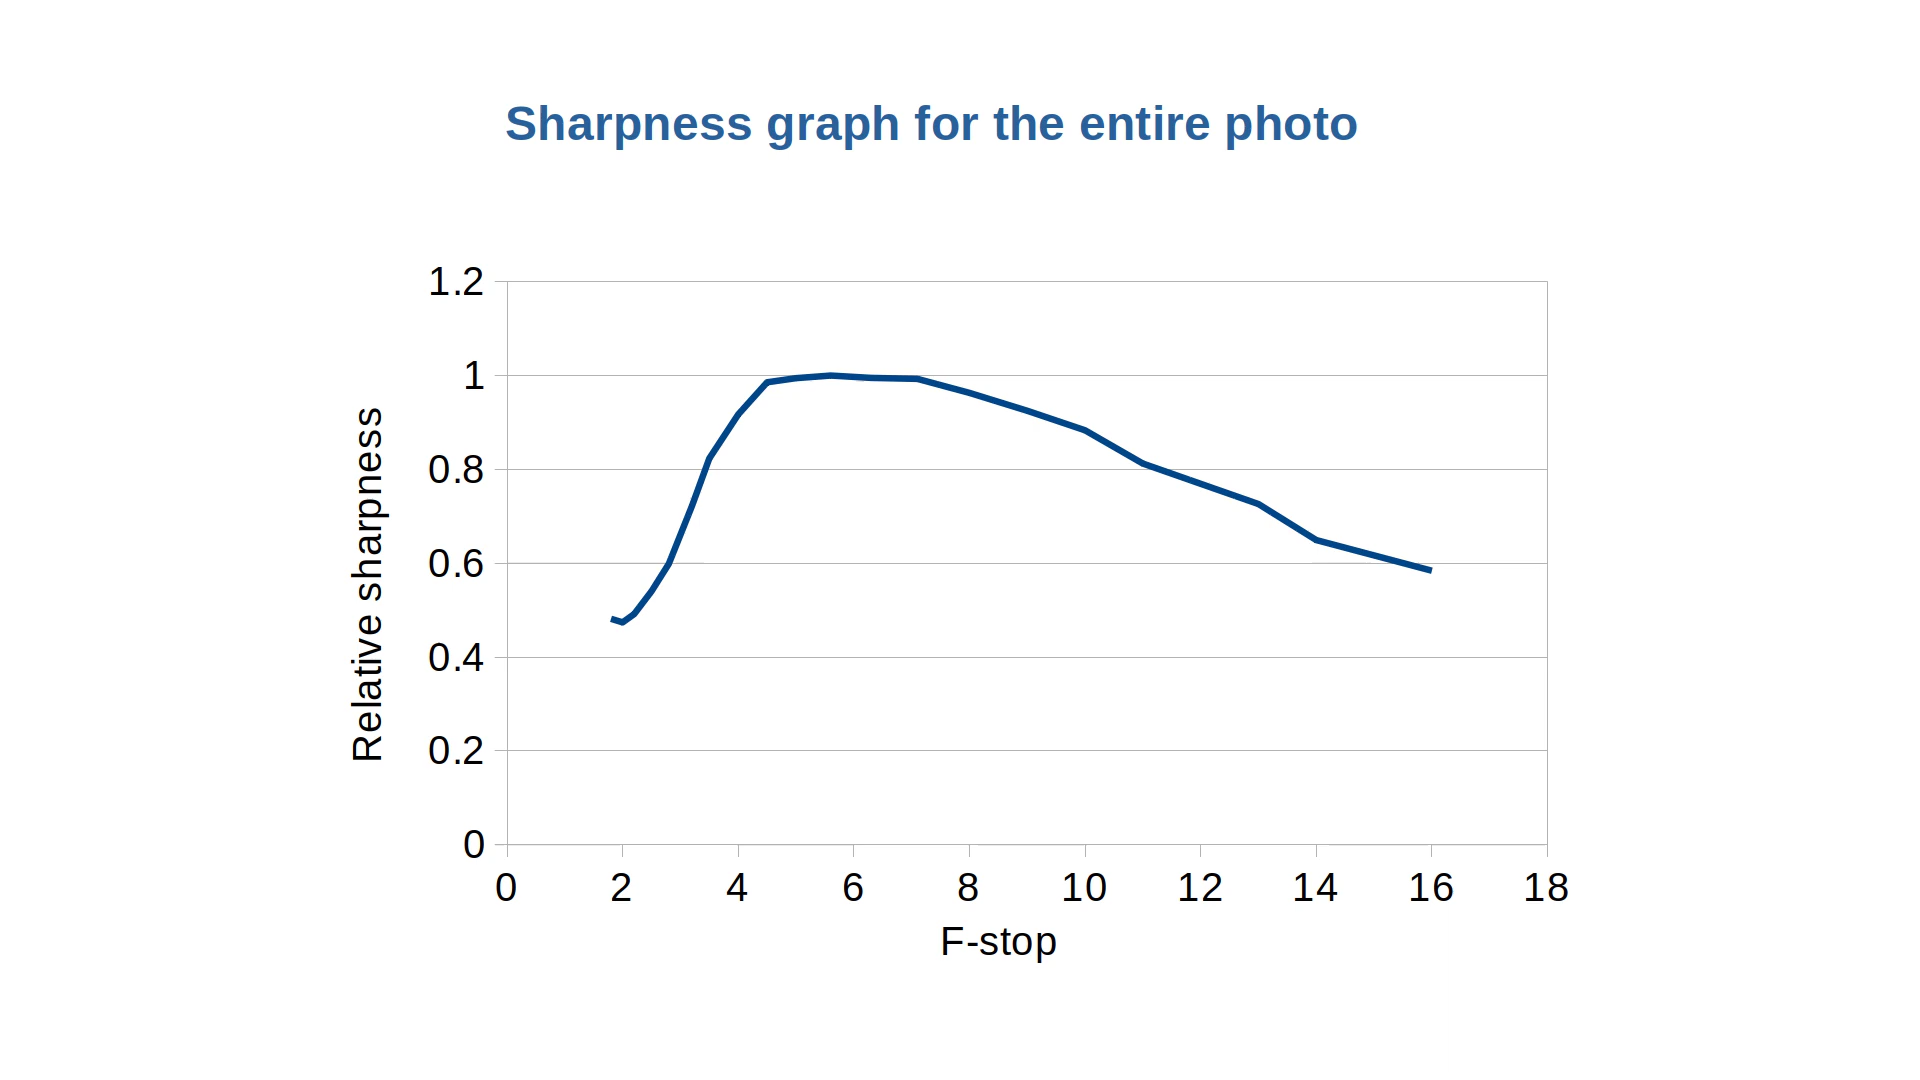 Sharpness graph for the entire photo
1.2
1
0.8
0.6
0.4
0.2
0
Relative sharpness
0 2 4 6 8 10 12 14 16 18
F-stop